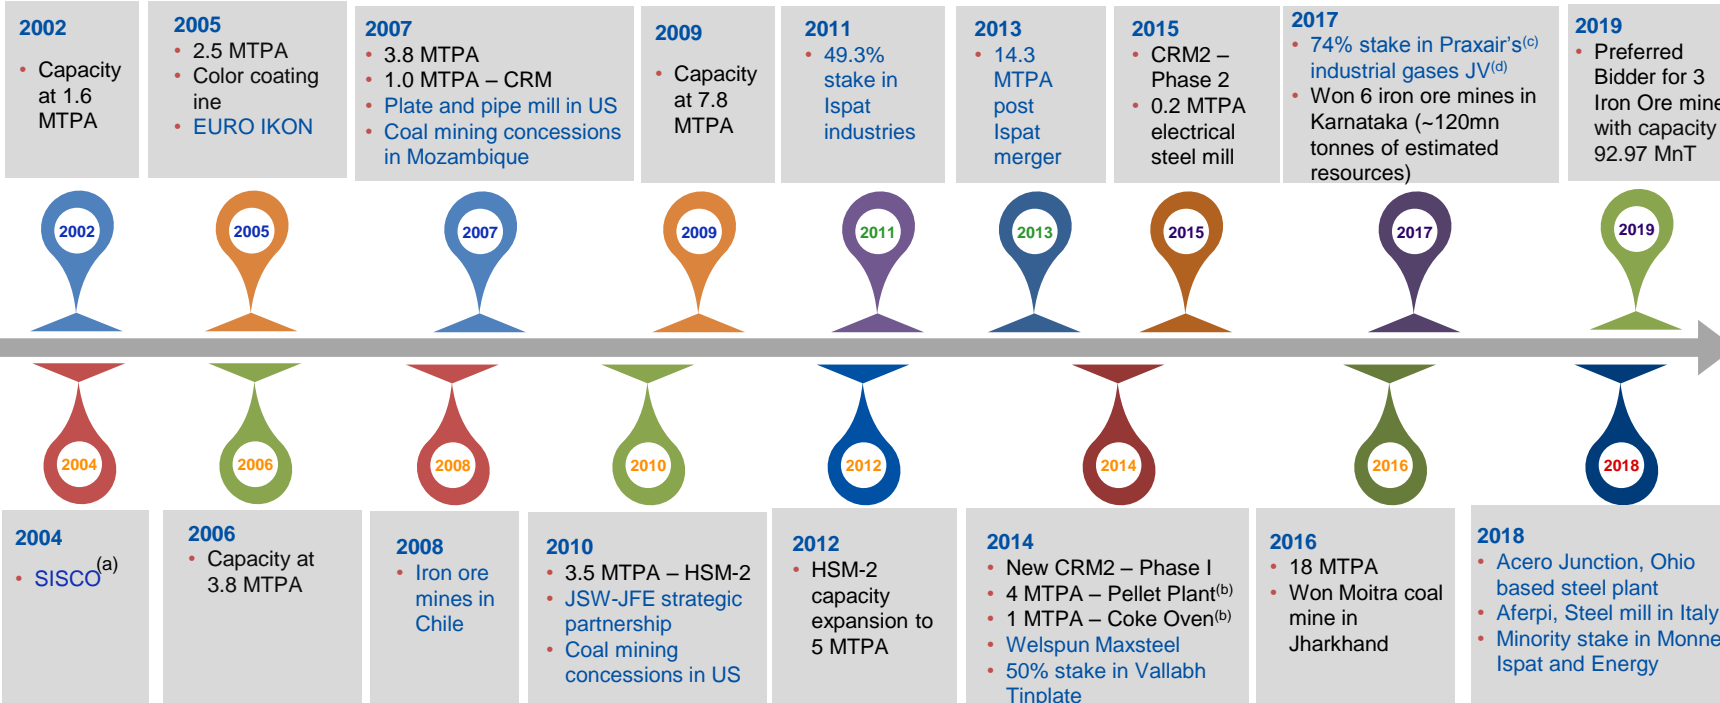 2002
• Capacity
at 1.6
MTPA
2005
• 2.5 MTPA
• Color coating
ine
• EURO IKON
2007
• 3.8 MTPA
• 1.0 MTPA – CRM
• Plate and pipe mill in US
• Coal mining concessions
in Mozambique
2009
• Capacity
at 7.8
MTPA
2011
• 49.3%
stake in
Ispat
industries
2013
• 14.3
MTPA
post
Ispat
merger
2015
• CRM2 –
Phase 2
• 0.2 MTPA
electrical
steel mill
2017
• 74% stake in Praxair's(c)
industrial gases JV(d)
• Won 6 iron ore mines in
Karnataka (~120mn
tonnes of estimated
resources)
2019
• Preferred
Bidder for 3
Iron Ore mine
with capacity
92.97 MnT
2002
2005
2007
2009
2011
2013
2015
2017
2019
2004
2006
2008
2010
2012
2014
2016
2018
2004
• SISCO(a)
2006
• Capacity at
3.8 MTPA
2008
• Iron ore
mines in
Chile
2010
• 3.5 MTPA – HSM-2
• JSW-JFE strategic
partnership
• Coal mining
concessions in US
2012
• HSM-2
capacity
expansion to
5 MTPA
2014
• New CRM2 – Phase I
• 4 MTPA – Pellet Plant(b)
• 1 MTPA – Coke Oven(b)
• Welspun Maxsteel
• 50% stake in Vallabh
Tinplate
2016
• 18 MTPA
• Won Moitra coal
mine in
Jharkhand
2018
• Acero Junction, Ohio
based steel plant
• Aferpi, Steel mill in Italy
• Minority stake in Monne
Ispat and Energy